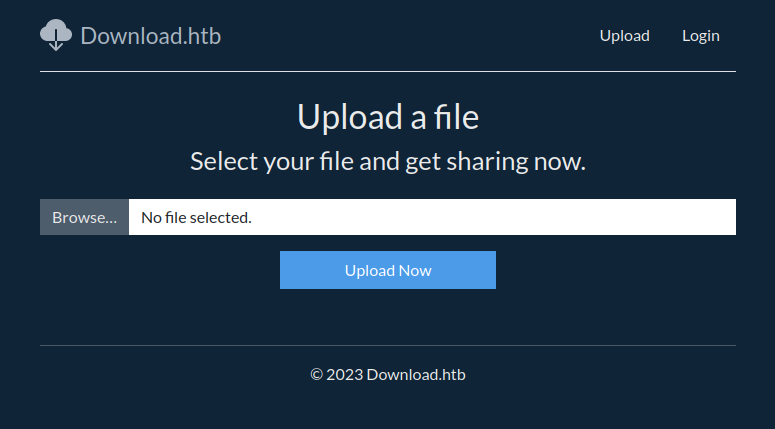 Download.htb
Upload Login
Upload a file
Select your file and get sharing now.
Browse... No file selected.
Upload Now
© 2023 Download.htb